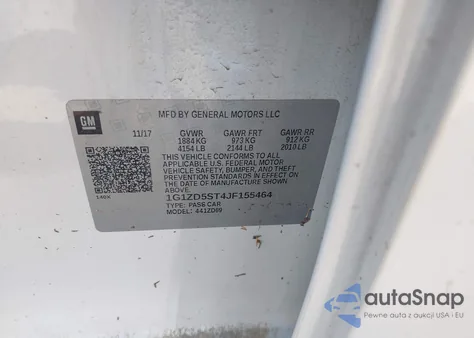 GM
MFD BY GENERAL MOTORS LLC
11/17 GVWR GAWR FRT GAWR RR
1884 KG 973 KG 912 KG
4154 LB 2144 LB 2010 LB
THIS VEHICLE CONFORMS TO ALL
APPLICABLE U.S. FEDERAL MOTOR
VEHICLE SAFETY, BUMPER, AND THEFT
PREVENTION STANDARDS IN EFFECT ON THE
DATE OF MANUFACTURE SHOWN ABOVE.
1G1ZD5ST4JF155464
TYPE: PASS CAR
MODEL: 441ZD69
autoSnap
Pewne auta z aukcji USA i EU